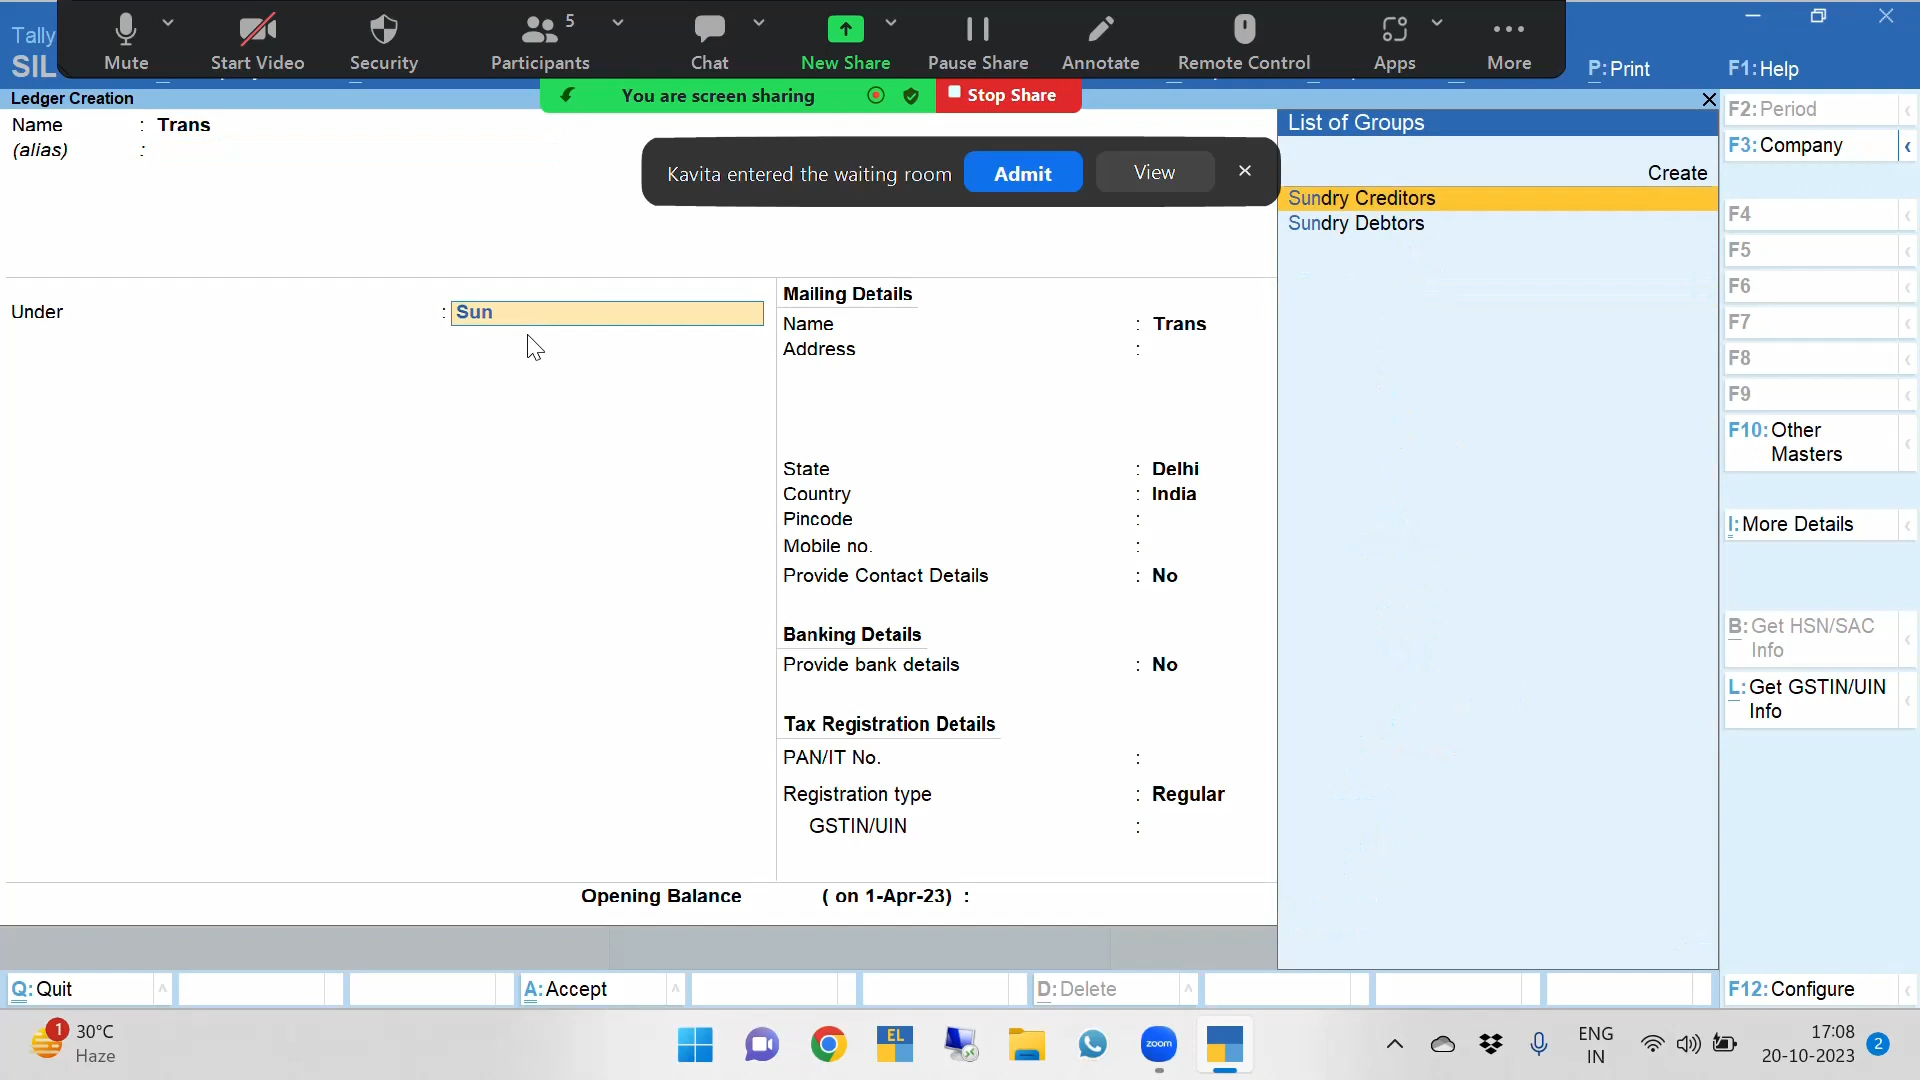 Tally
SIL
Mute
Start Video
Security
Participants
5
Chat
New Share
Pause Share
Annotate
Remote Control
Apps
More
P:Print
F1:Help
You are screen sharing
Stop Share
Ledger Creation
Name : Trans
(alias) :
Kavita entered the waiting room
Admit
View
List of Groups
Create
Sundry Creditors
Sundry Debtors
Under : Sun
Mailing Details
Name : Trans
Address :
State : Delhi
Country : India
Pincode :
Mobile no. :
Provide Contact Details : No
Banking Details
Provide bank details : No
Tax Registration Details
PAN/IT No. :
Registration type : Regular
GSTIN/UIN :
Opening Balance ( on 1-Apr-23) :
F2:Period
F3:Company
F4
F5
F6
F7
F8
F9
F10:Other
Masters
I:More Details
B:Get HSN/SAC
Info
L:Get GSTIN/UIN
Info
Q:Quit
A:Accept
D:Delete
F12:Configure
1
30°C
Haze
EL
zoom
ENG
IN
17:08
20-10-2023
2